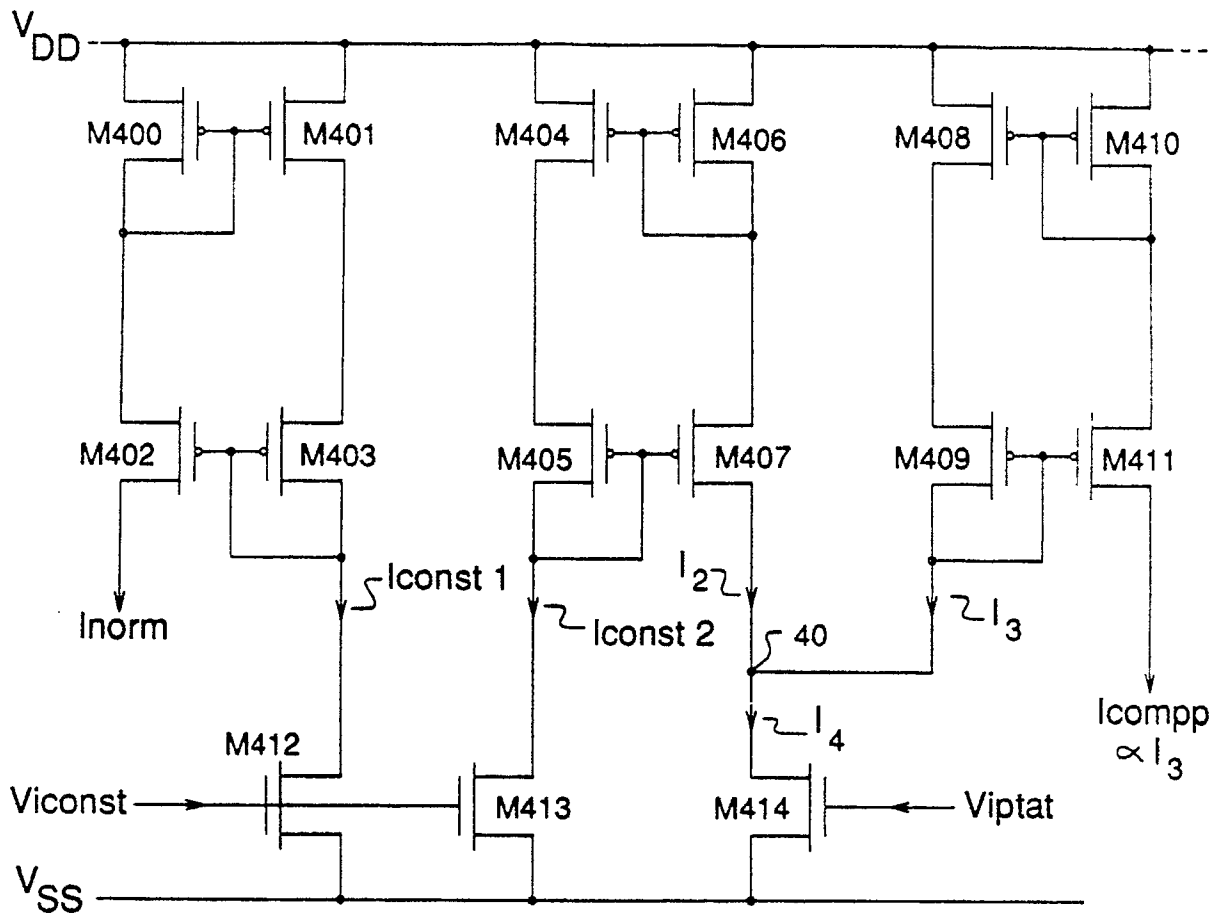 VDD
M400
M401
M404
M406
M408
M410
M402
M403
M405
M407
M409
M411
Inorm
Iconst 1
Iconst 2
I2
40
I3
I4
Icompp
∝ I3
M412
M413
M414
Viconst
Viptat
VSS